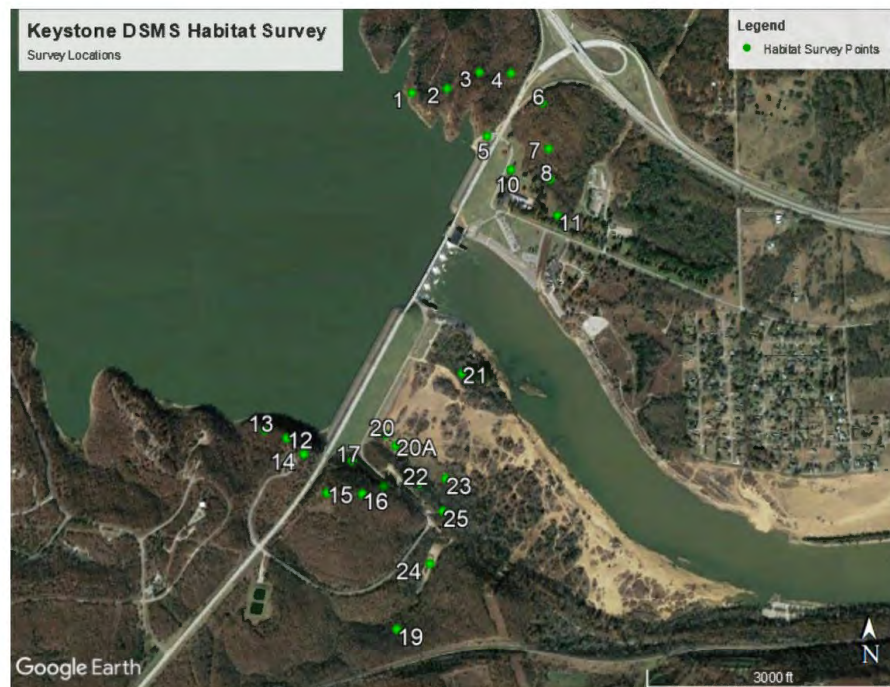 Keystone DSMS Habitat Survey
Survey Locations
Legend
Habitat Survey Points
1
2
3
4
6
5
7
10
8
11
21
13
12
14
20
20A
17
22
23
15
16
25
24
19
Google Earth
N
3000 ft